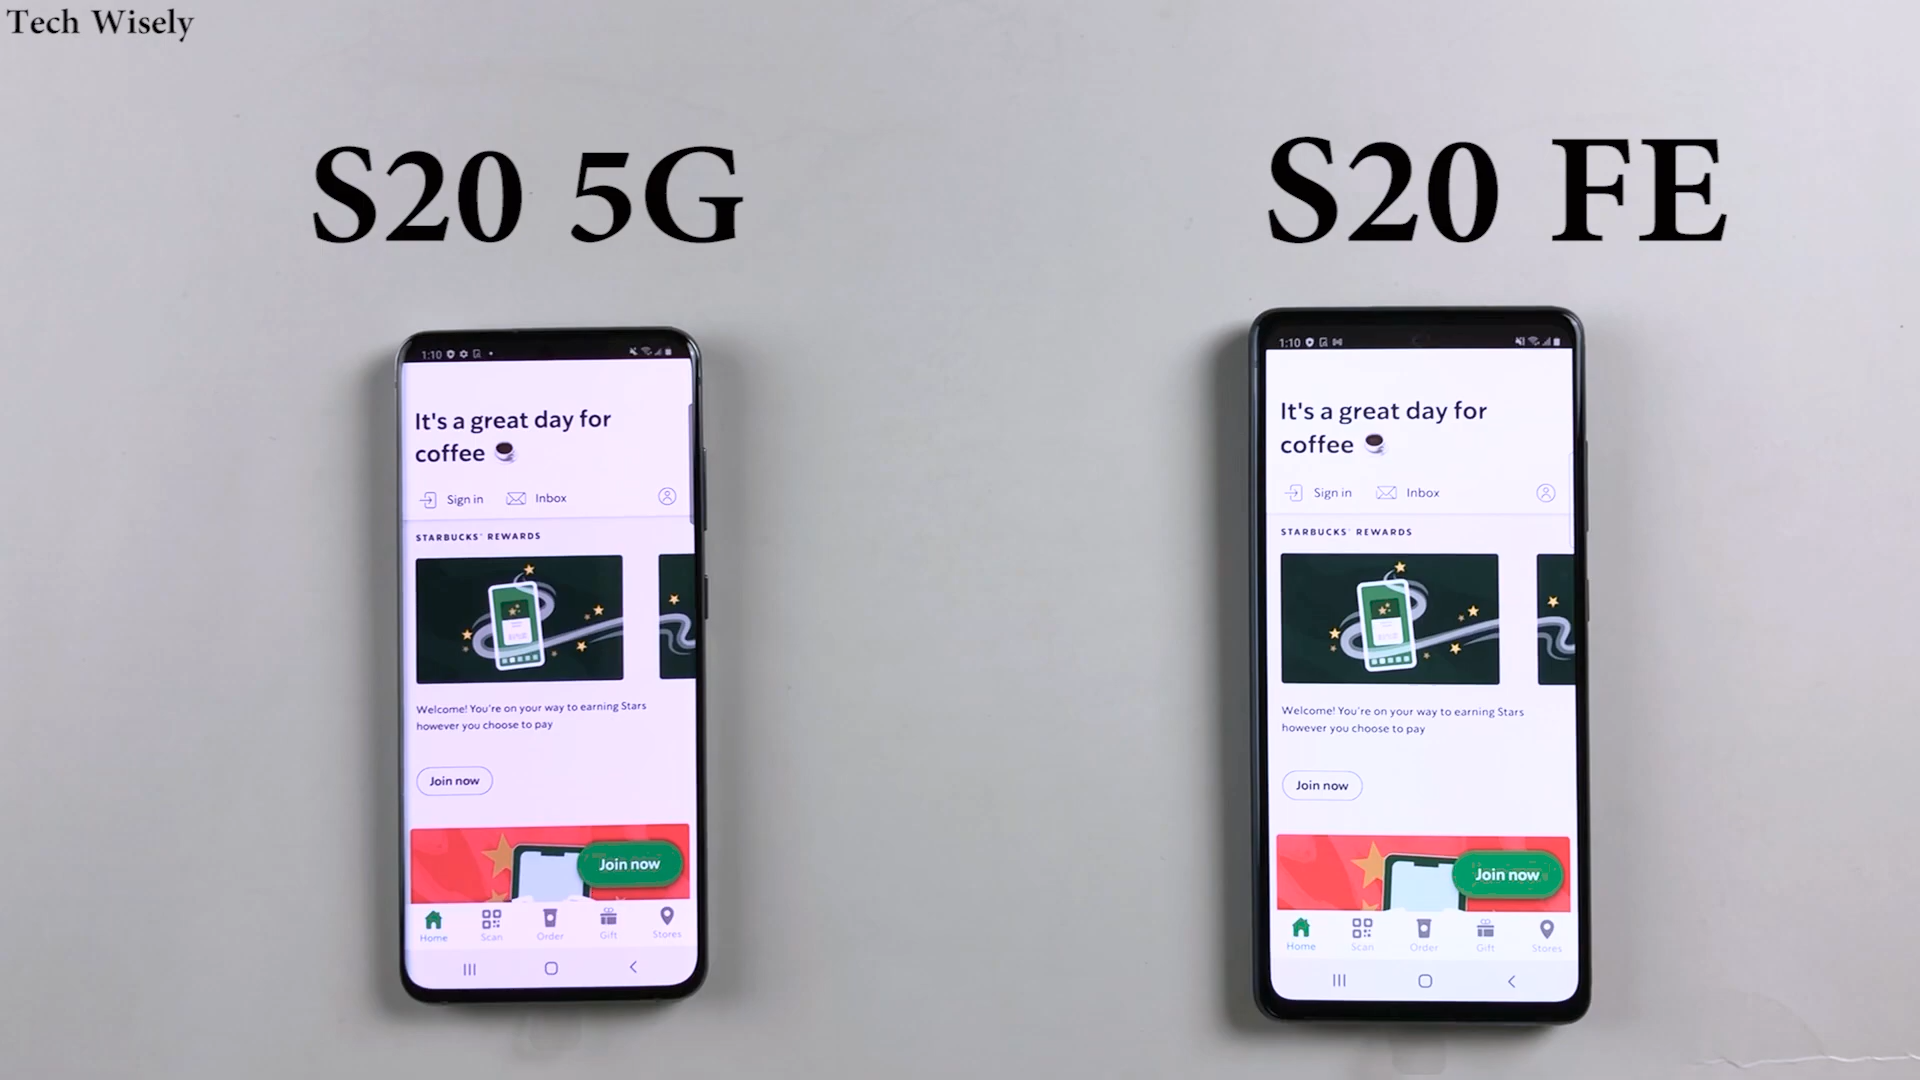 Tech Wisely
S20 5G
S20 FE
1:10
It's a great day for
coffee
Sign in
Inbox
STARBUCKS® REWARDS
Welcome! You're on your way to earning Stars
however you choose to pay
Join now
Join now
Home
Scan
Order
Gift
Stores
1:10
It's a great day for
coffee
Sign in
Inbox
STARBUCKS® REWARDS
Welcome! You're on your way to earning Stars
however you choose to pay
Join now
Join now
Home
Scan
Order
Gift
Stores